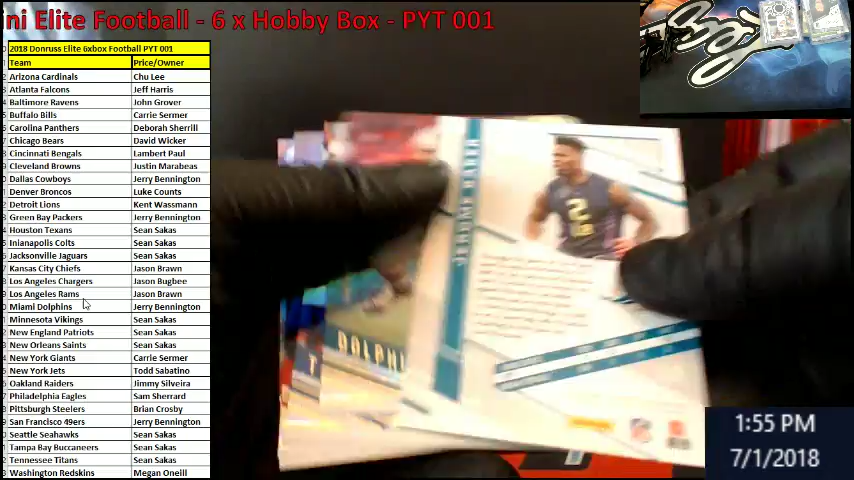 ni Elite Football - 6 x Hobby Box - PYT 001
2018 Donruss Elite 6xbox Football PYT 001
Team Price/Owner
Arizona Cardinals Chu Lee
Atlanta Falcons Jeff Harris
Baltimore Ravens John Grover
Buffalo Bills Carrie Sermer
Carolina Panthers Deborah Sherrill
Chicago Bears David Wicker
Cincinnati Bengals Lambert Paul
Cleveland Browns Justin Marabeas
Dallas Cowboys Jerry Bennington
Denver Broncos Luke Counts
Detroit Lions Kent Wassmann
Green Bay Packers Jerry Bennington
Houston Texans Sean Sakas
Inianapolis Colts Sean Sakas
Jacksonville Jaguars Sean Sakas
Kansas City Chiefs Jason Brawn
Los Angeles Chargers Jason Bugbee
Los Angeles Rams Jason Brawn
Miami Dolphins Jerry Bennington
Minnesota Vikings Sean Sakas
New England Patriots Sean Sakas
New Orleans Saints Sean Sakas
New York Giants Carrie Sermer
New York Jets Todd Sabatino
Oakland Raiders Jimmy Silveira
Philadelphia Eagles Sam Sherrard
Pittsburgh Steelers Brian Crosby
San Francisco 49ers Jerry Bennington
Seattle Seahawks Sean Sakas
Tampa Bay Buccaneers Sean Sakas
Tennessee Titans Sean Sakas
Washington Redskins Megan Oneill
DOLPHI
2
1:55 PM
7/1/2018